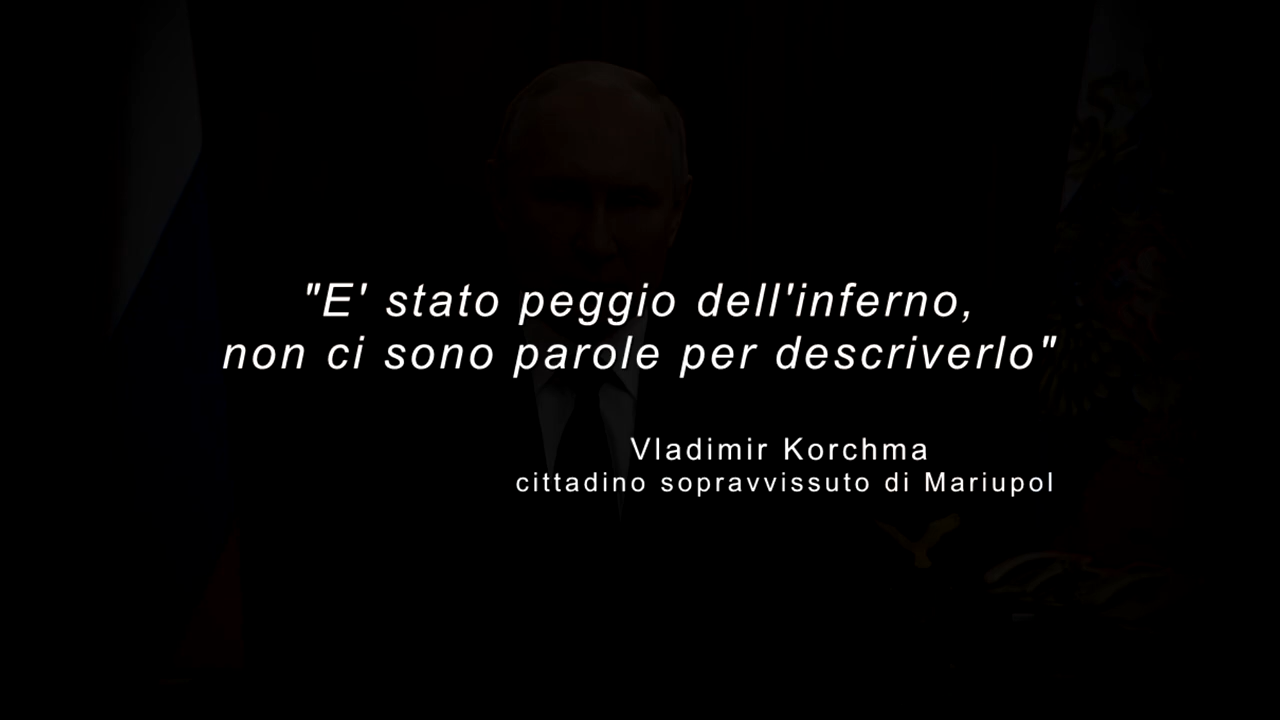 "E' stato peggio dell'inferno,
non ci sono parole per descriverlo"
Vladimir Korchma
cittadino sopravvissuto di Mariupol